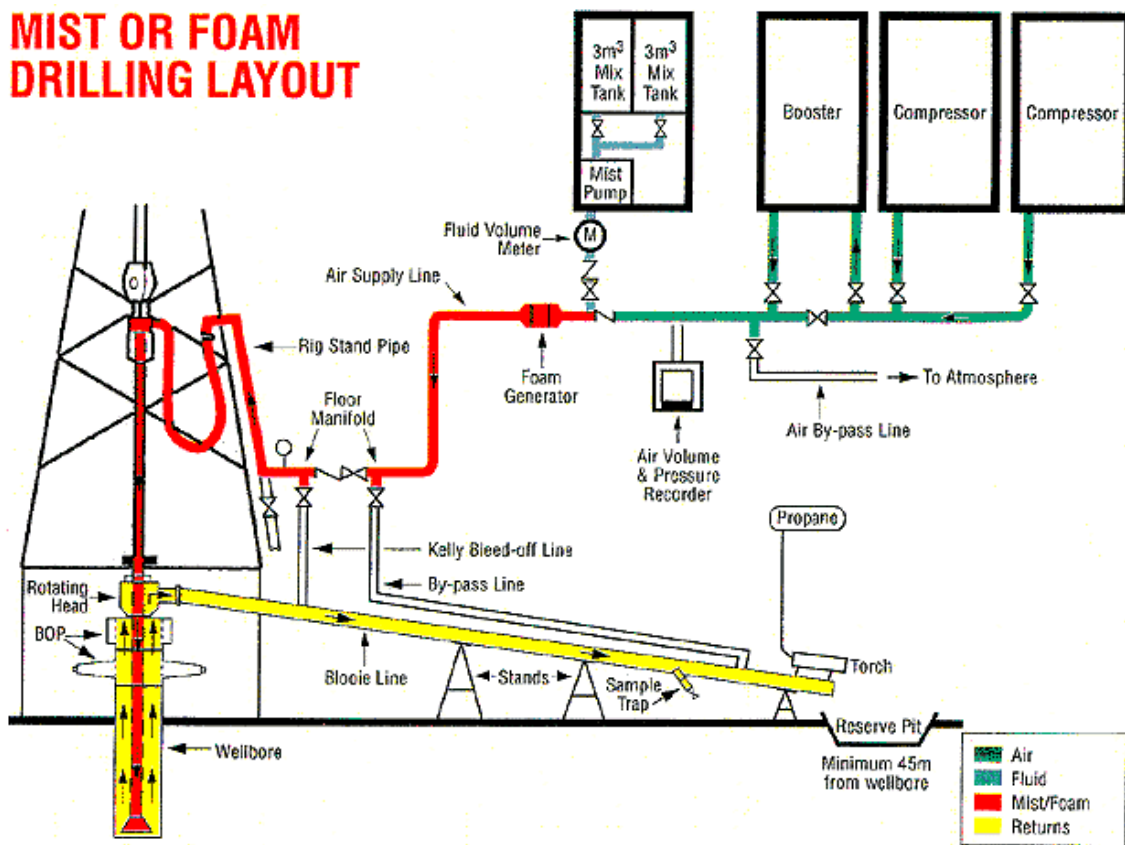 MIST OR FOAM
DRILLING LAYOUT
3m³
Mix
Tank
3m³
Mix
Tank
Mist
Pump
Booster
Compressor
Compressor
Fluid Volume
Meter
M
Air Supply Line
Rig Stand Pipe
Foam
Generator
Floor
Manifold
Air Volume
& Pressure
Recorder
To Atmosphere
Air By-pass Line
Propane
Kelly Bleed-off Line
By-pass Line
Rotating
Head
BOP
Blooie Line
Stands
Sample
Trap
Torch
Wellbore
Reserve Pit
Minimum 45m
from wellbore
Air
Fluid
Mist/Foam
Returns